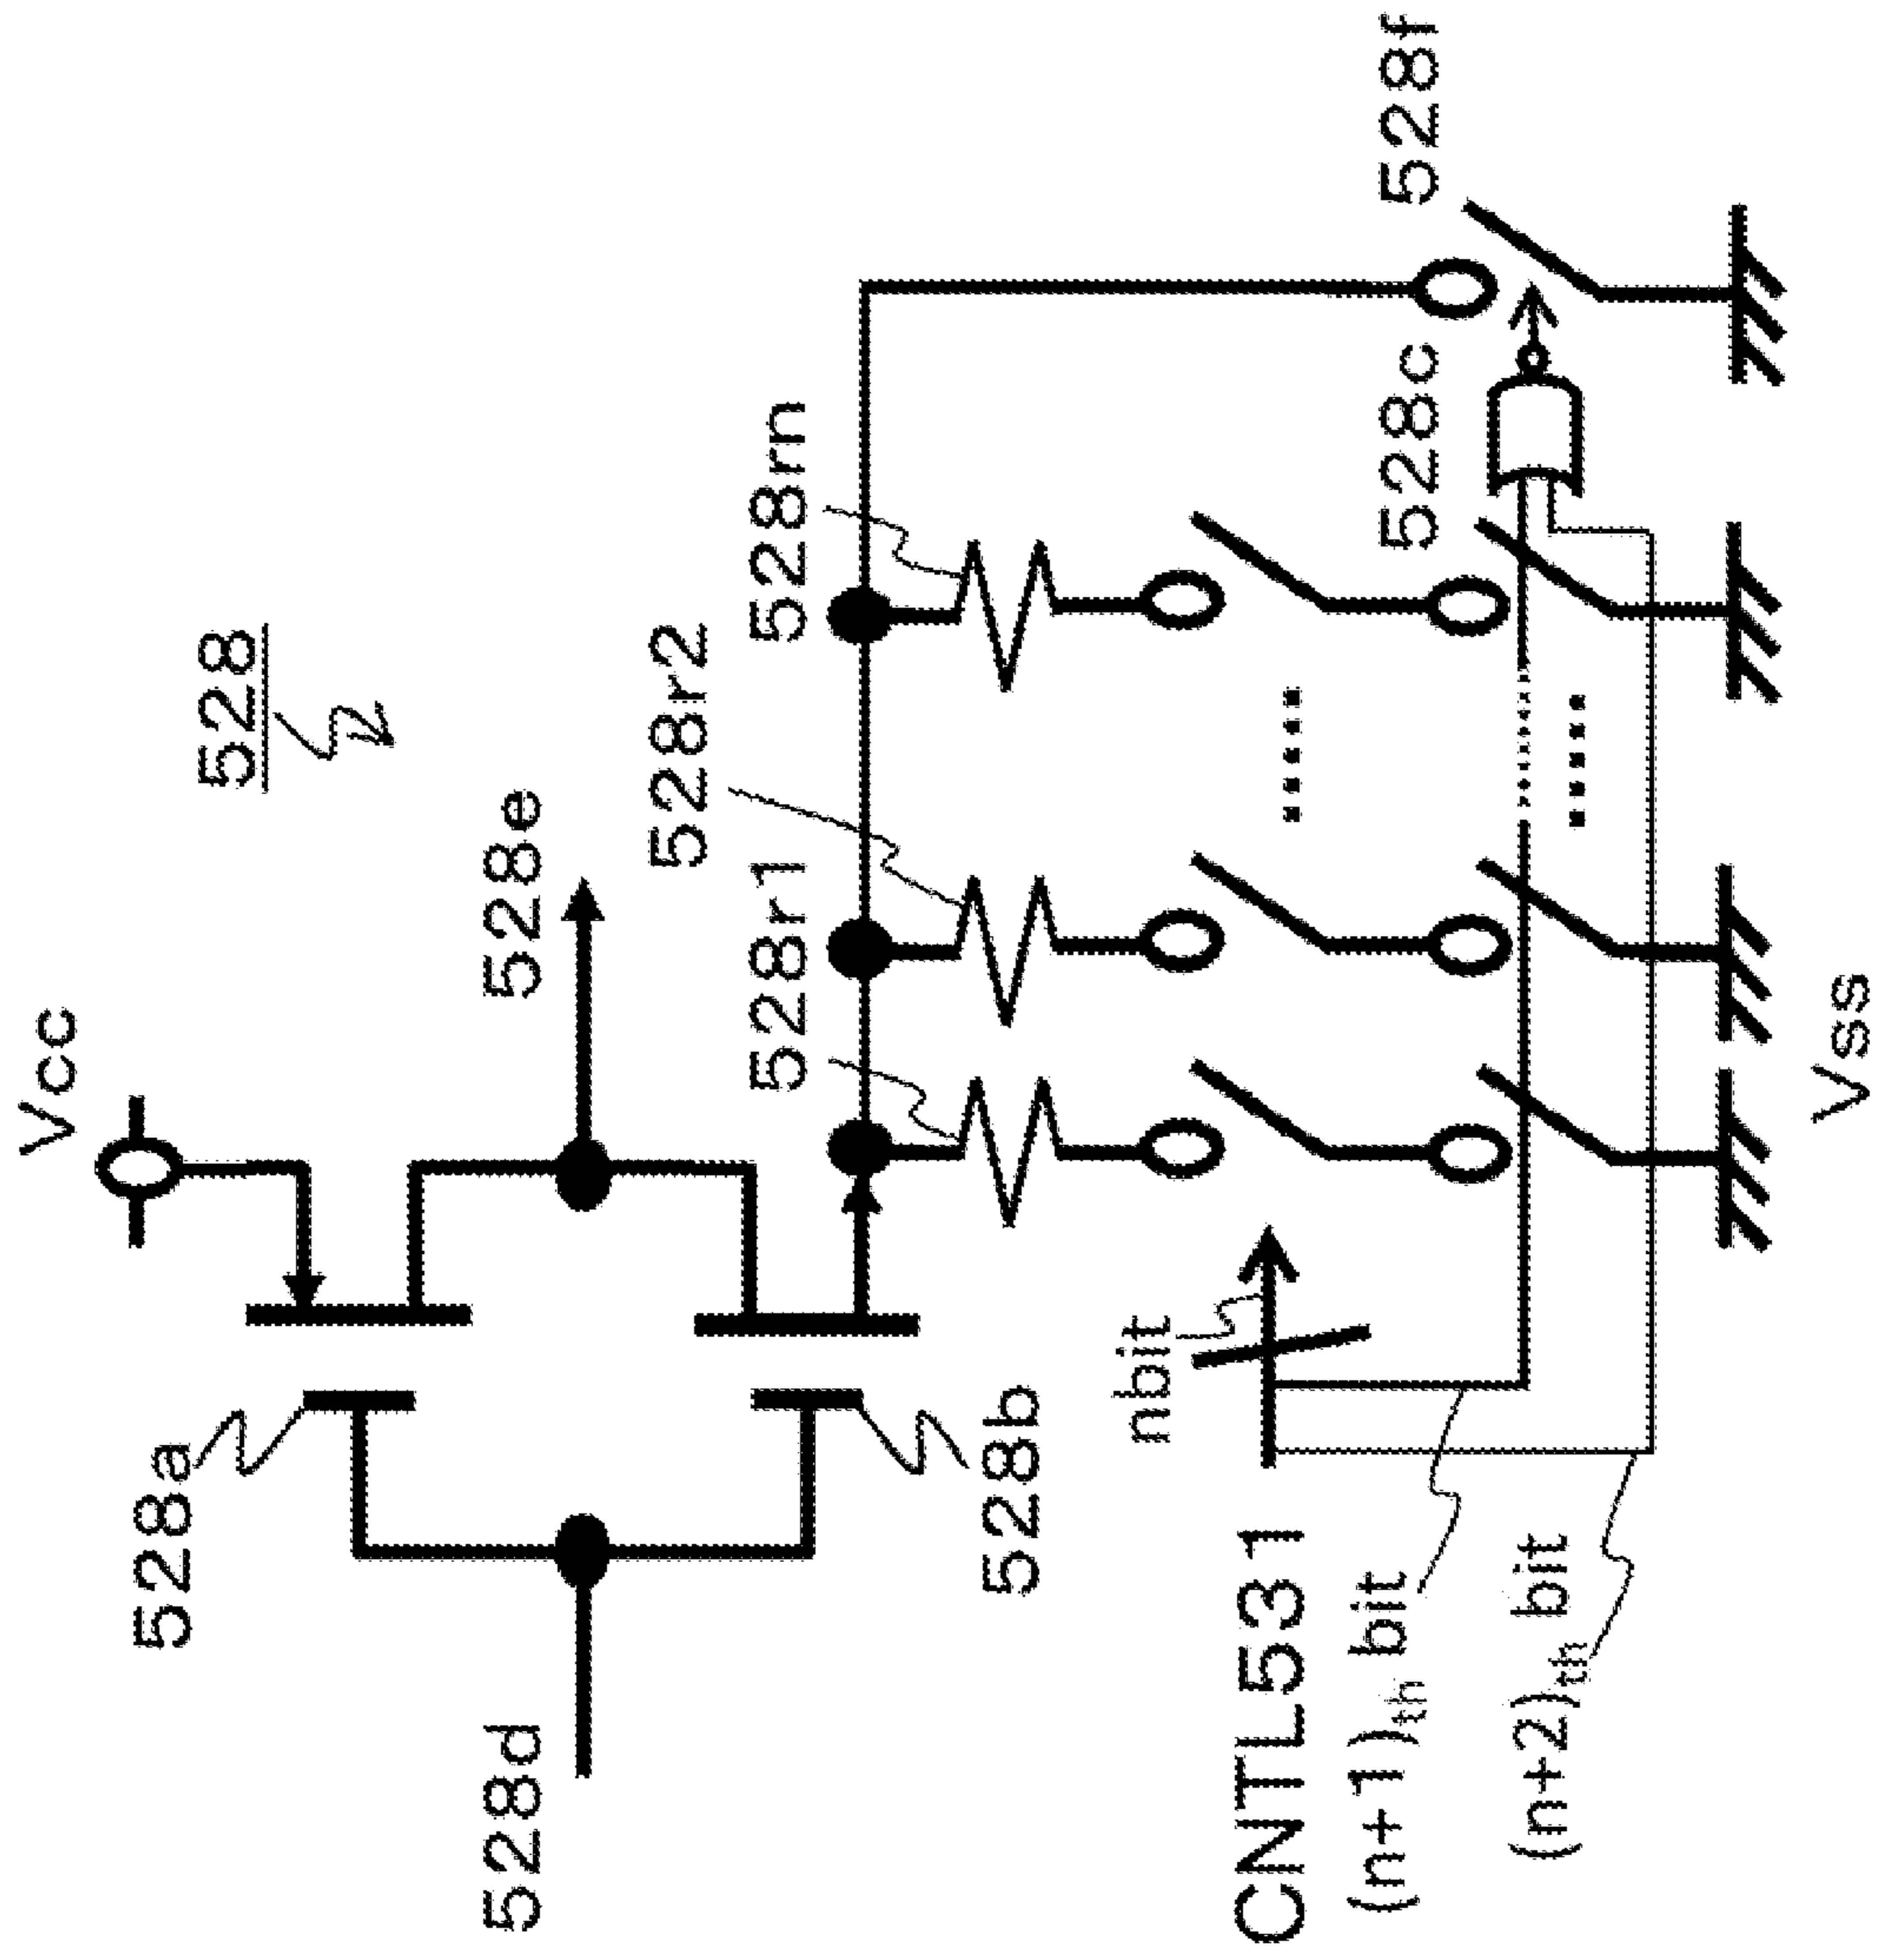 528
Vcc
528a
528d
528e
528b
528r1
528r2
528rn
nbit
CNTL531
(n+1)th bit
(n+2)th bit
528c
528f
Vss